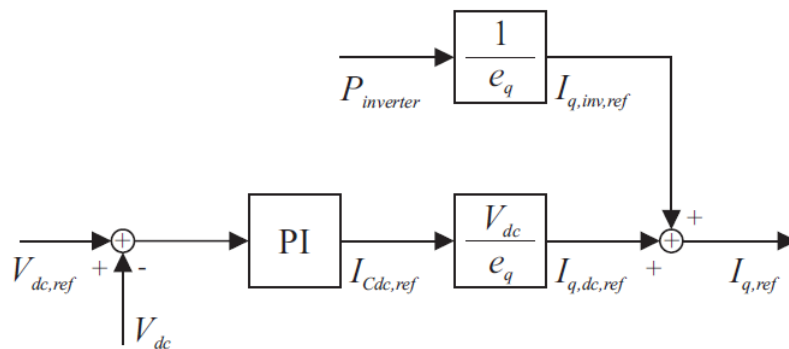 1
e_q
P_inverter
I_q,inv,ref
+
V_dc,ref
+
+
-
V_dc
PI
I_Cdc,ref
V_dc
e_q
I_q,dc,ref
+
+
I_q,ref